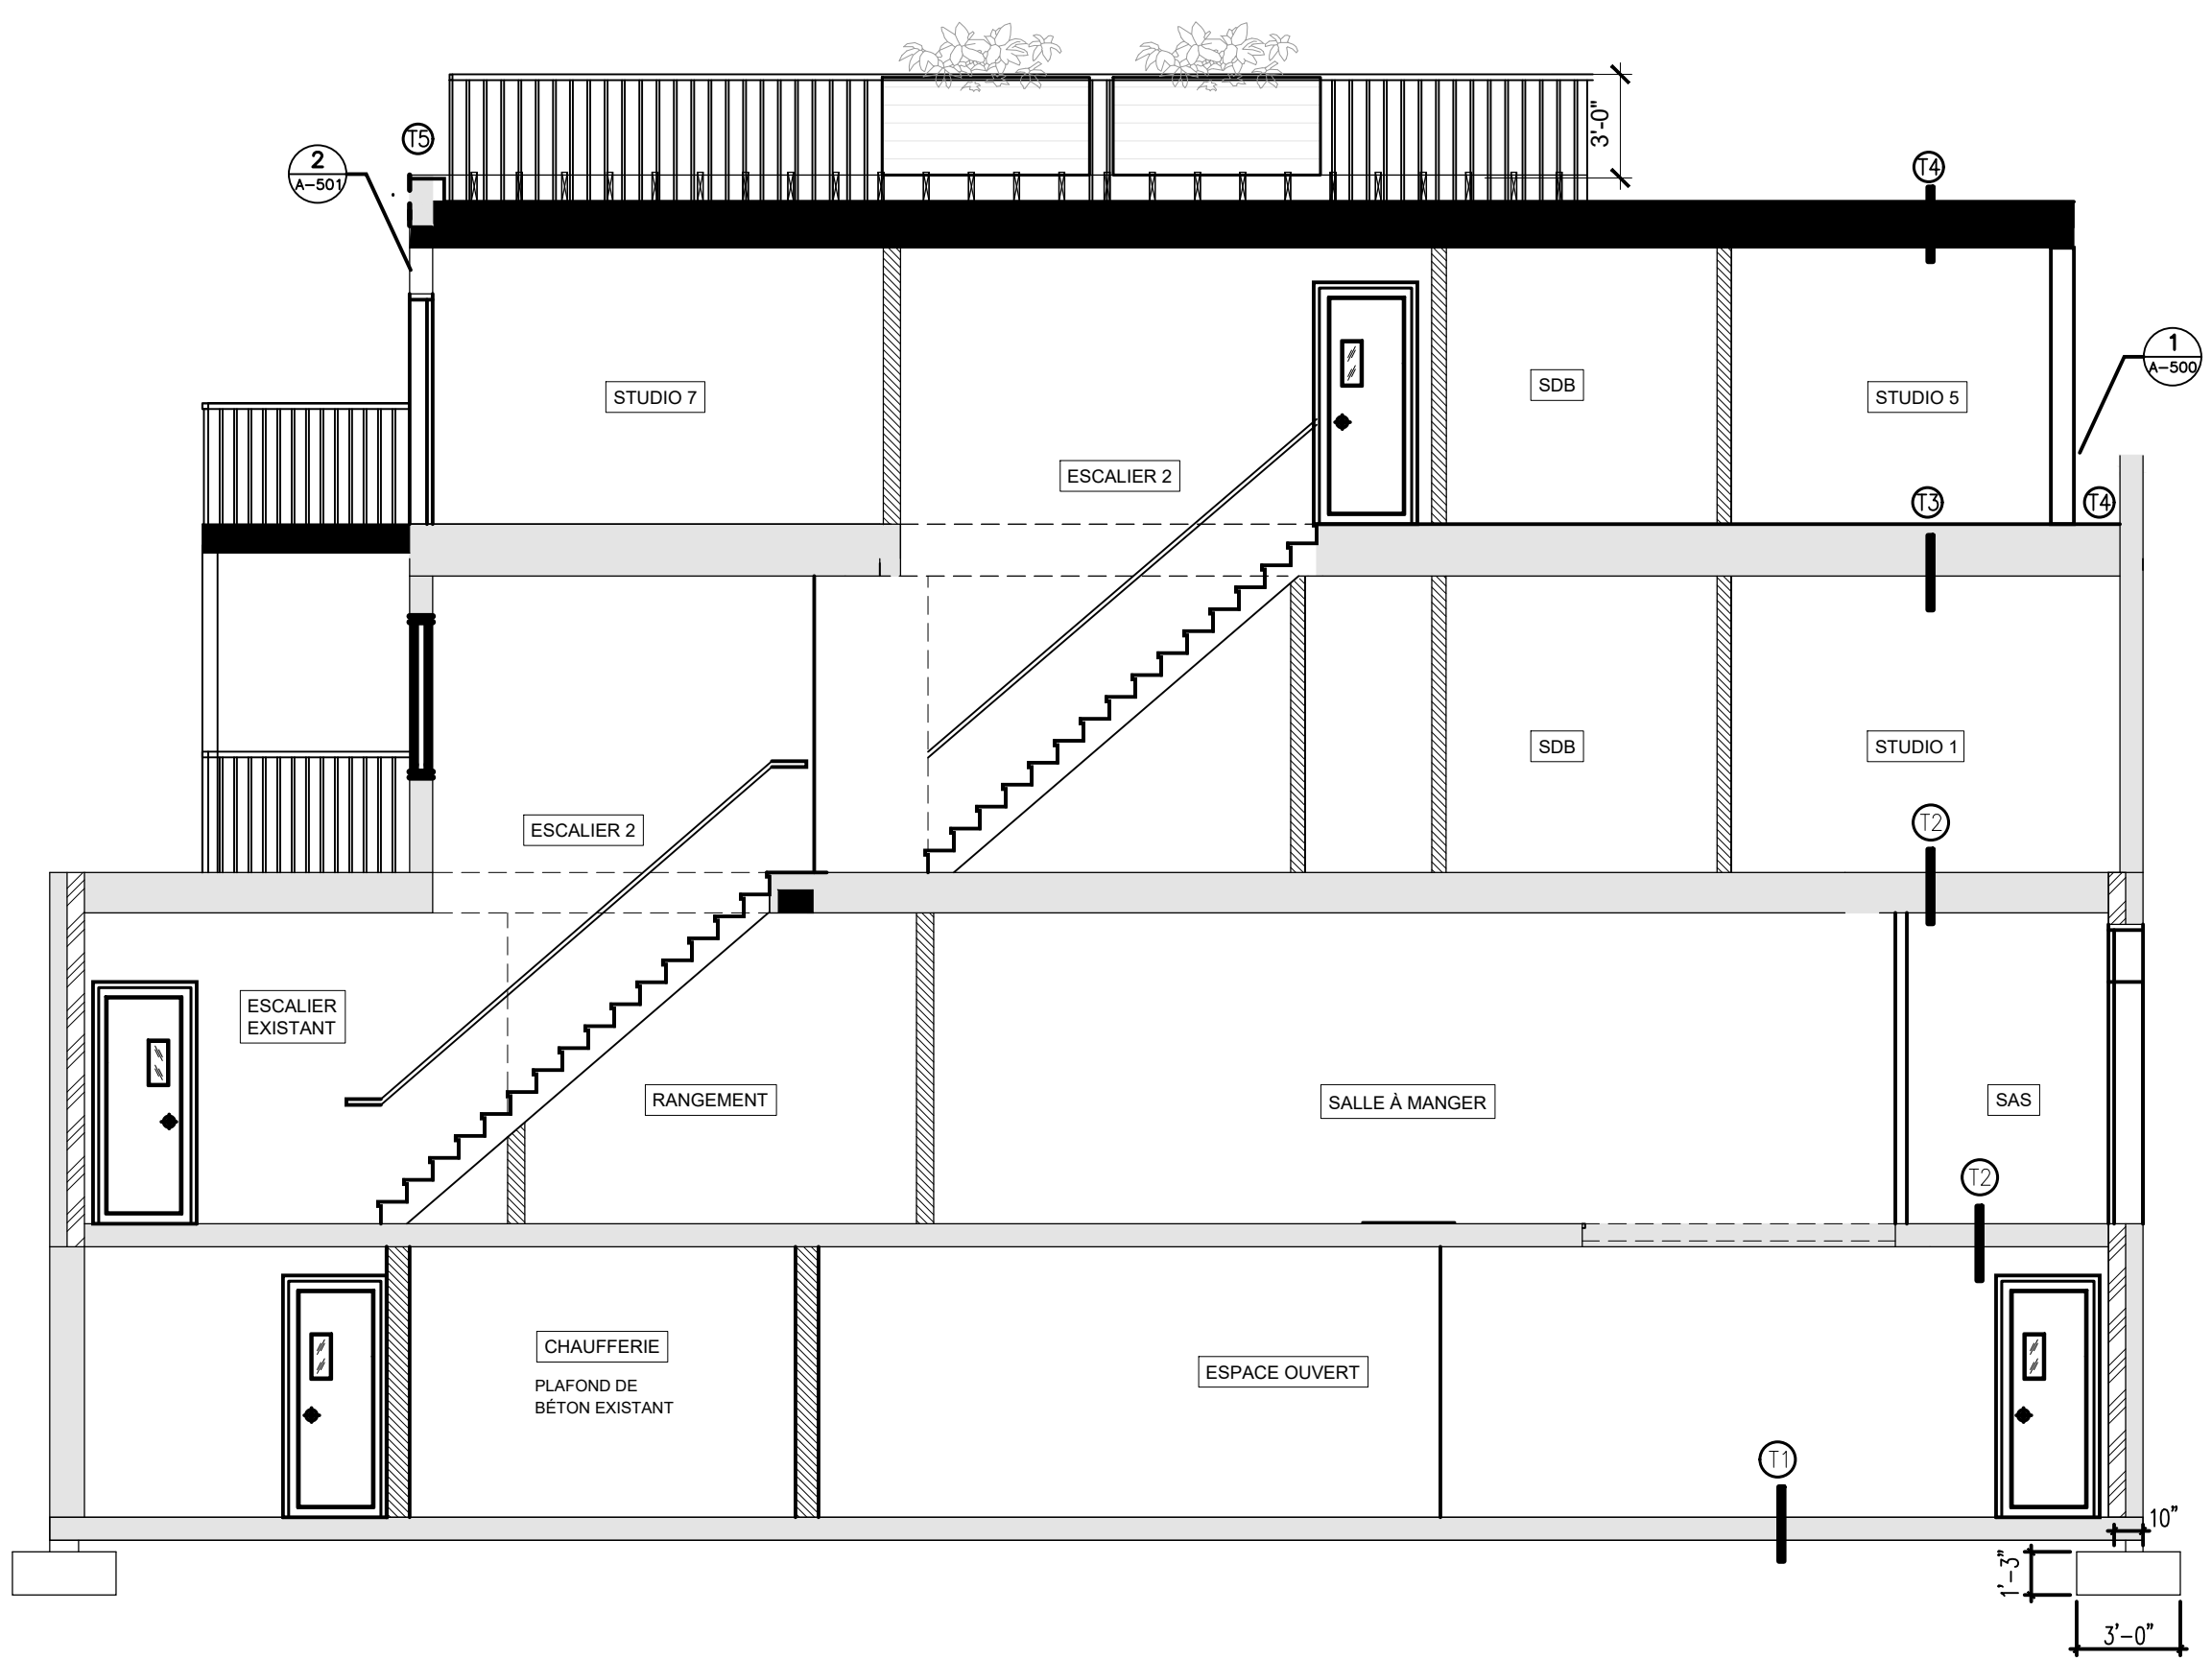 3'-0"
T5
2
A-501
T4
1
A-500
STUDIO 7
SDB
STUDIO 5
ESCALIER 2
T3
T4
SDB
STUDIO 1
ESCALIER 2
T2
ESCALIER
EXISTANT
RANGEMENT
SALLE À MANGER
SAS
T2
CHAUFFERIE
PLAFOND DE
BÉTON EXISTANT
ESPACE OUVERT
T1
10"
1'-3"
3'-0"